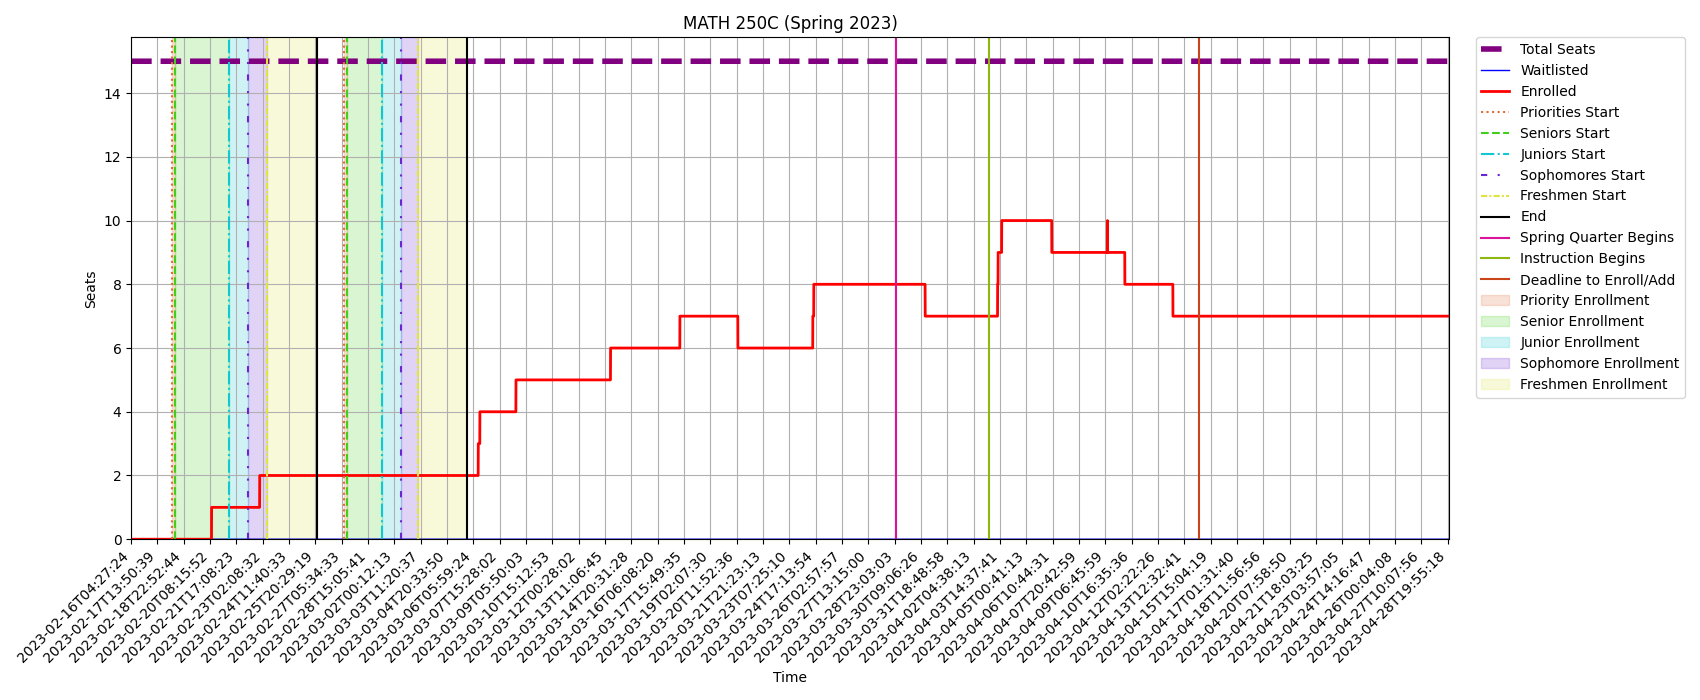 MATH 250C (Spring 2023)
Seats
14
12
10
8
6
4
2
0
2023-02-16T04:27:24
2023-02-17T13:50:39
2023-02-18T22:52:44
2023-02-20T08:15:52
2023-02-21T17:08:23
2023-02-23T02:08:32
2023-02-24T11:40:33
2023-02-25T20:29:19
2023-02-27T05:34:33
2023-02-28T15:05:41
2023-03-02T00:12:13
2023-03-03T11:20:37
2023-03-04T20:33:50
2023-03-06T05:59:24
2023-03-07T15:28:02
2023-03-09T05:50:03
2023-03-10T15:12:53
2023-03-12T00:28:02
2023-03-13T11:06:45
2023-03-14T20:31:28
2023-03-16T06:08:20
2023-03-17T15:49:35
2023-03-19T02:07:30
2023-03-20T11:52:36
2023-03-21T21:23:13
2023-03-23T07:25:10
2023-03-24T17:13:54
2023-03-26T02:57:57
2023-03-27T13:15:00
2023-03-28T23:03:03
2023-03-30T09:06:26
2023-03-31T18:48:58
2023-04-02T04:38:13
2023-04-03T14:37:41
2023-04-05T00:41:13
2023-04-06T10:44:31
2023-04-07T20:42:59
2023-04-09T06:45:59
2023-04-10T16:35:36
2023-04-12T02:22:26
2023-04-13T12:32:41
2023-04-15T15:04:19
2023-04-17T01:31:40
2023-04-18T11:56:56
2023-04-20T07:58:50
2023-04-21T18:03:25
2023-04-23T03:57:05
2023-04-24T14:16:47
2023-04-26T00:04:08
2023-04-27T10:07:56
2023-04-28T19:55:18
Time
Total Seats
Waitlisted
Enrolled
Priorities Start
Seniors Start
Juniors Start
Sophomores Start
Freshmen Start
End
Spring Quarter Begins
Instruction Begins
Deadline to Enroll/Add
Priority Enrollment
Senior Enrollment
Junior Enrollment
Sophomore Enrollment
Freshmen Enrollment